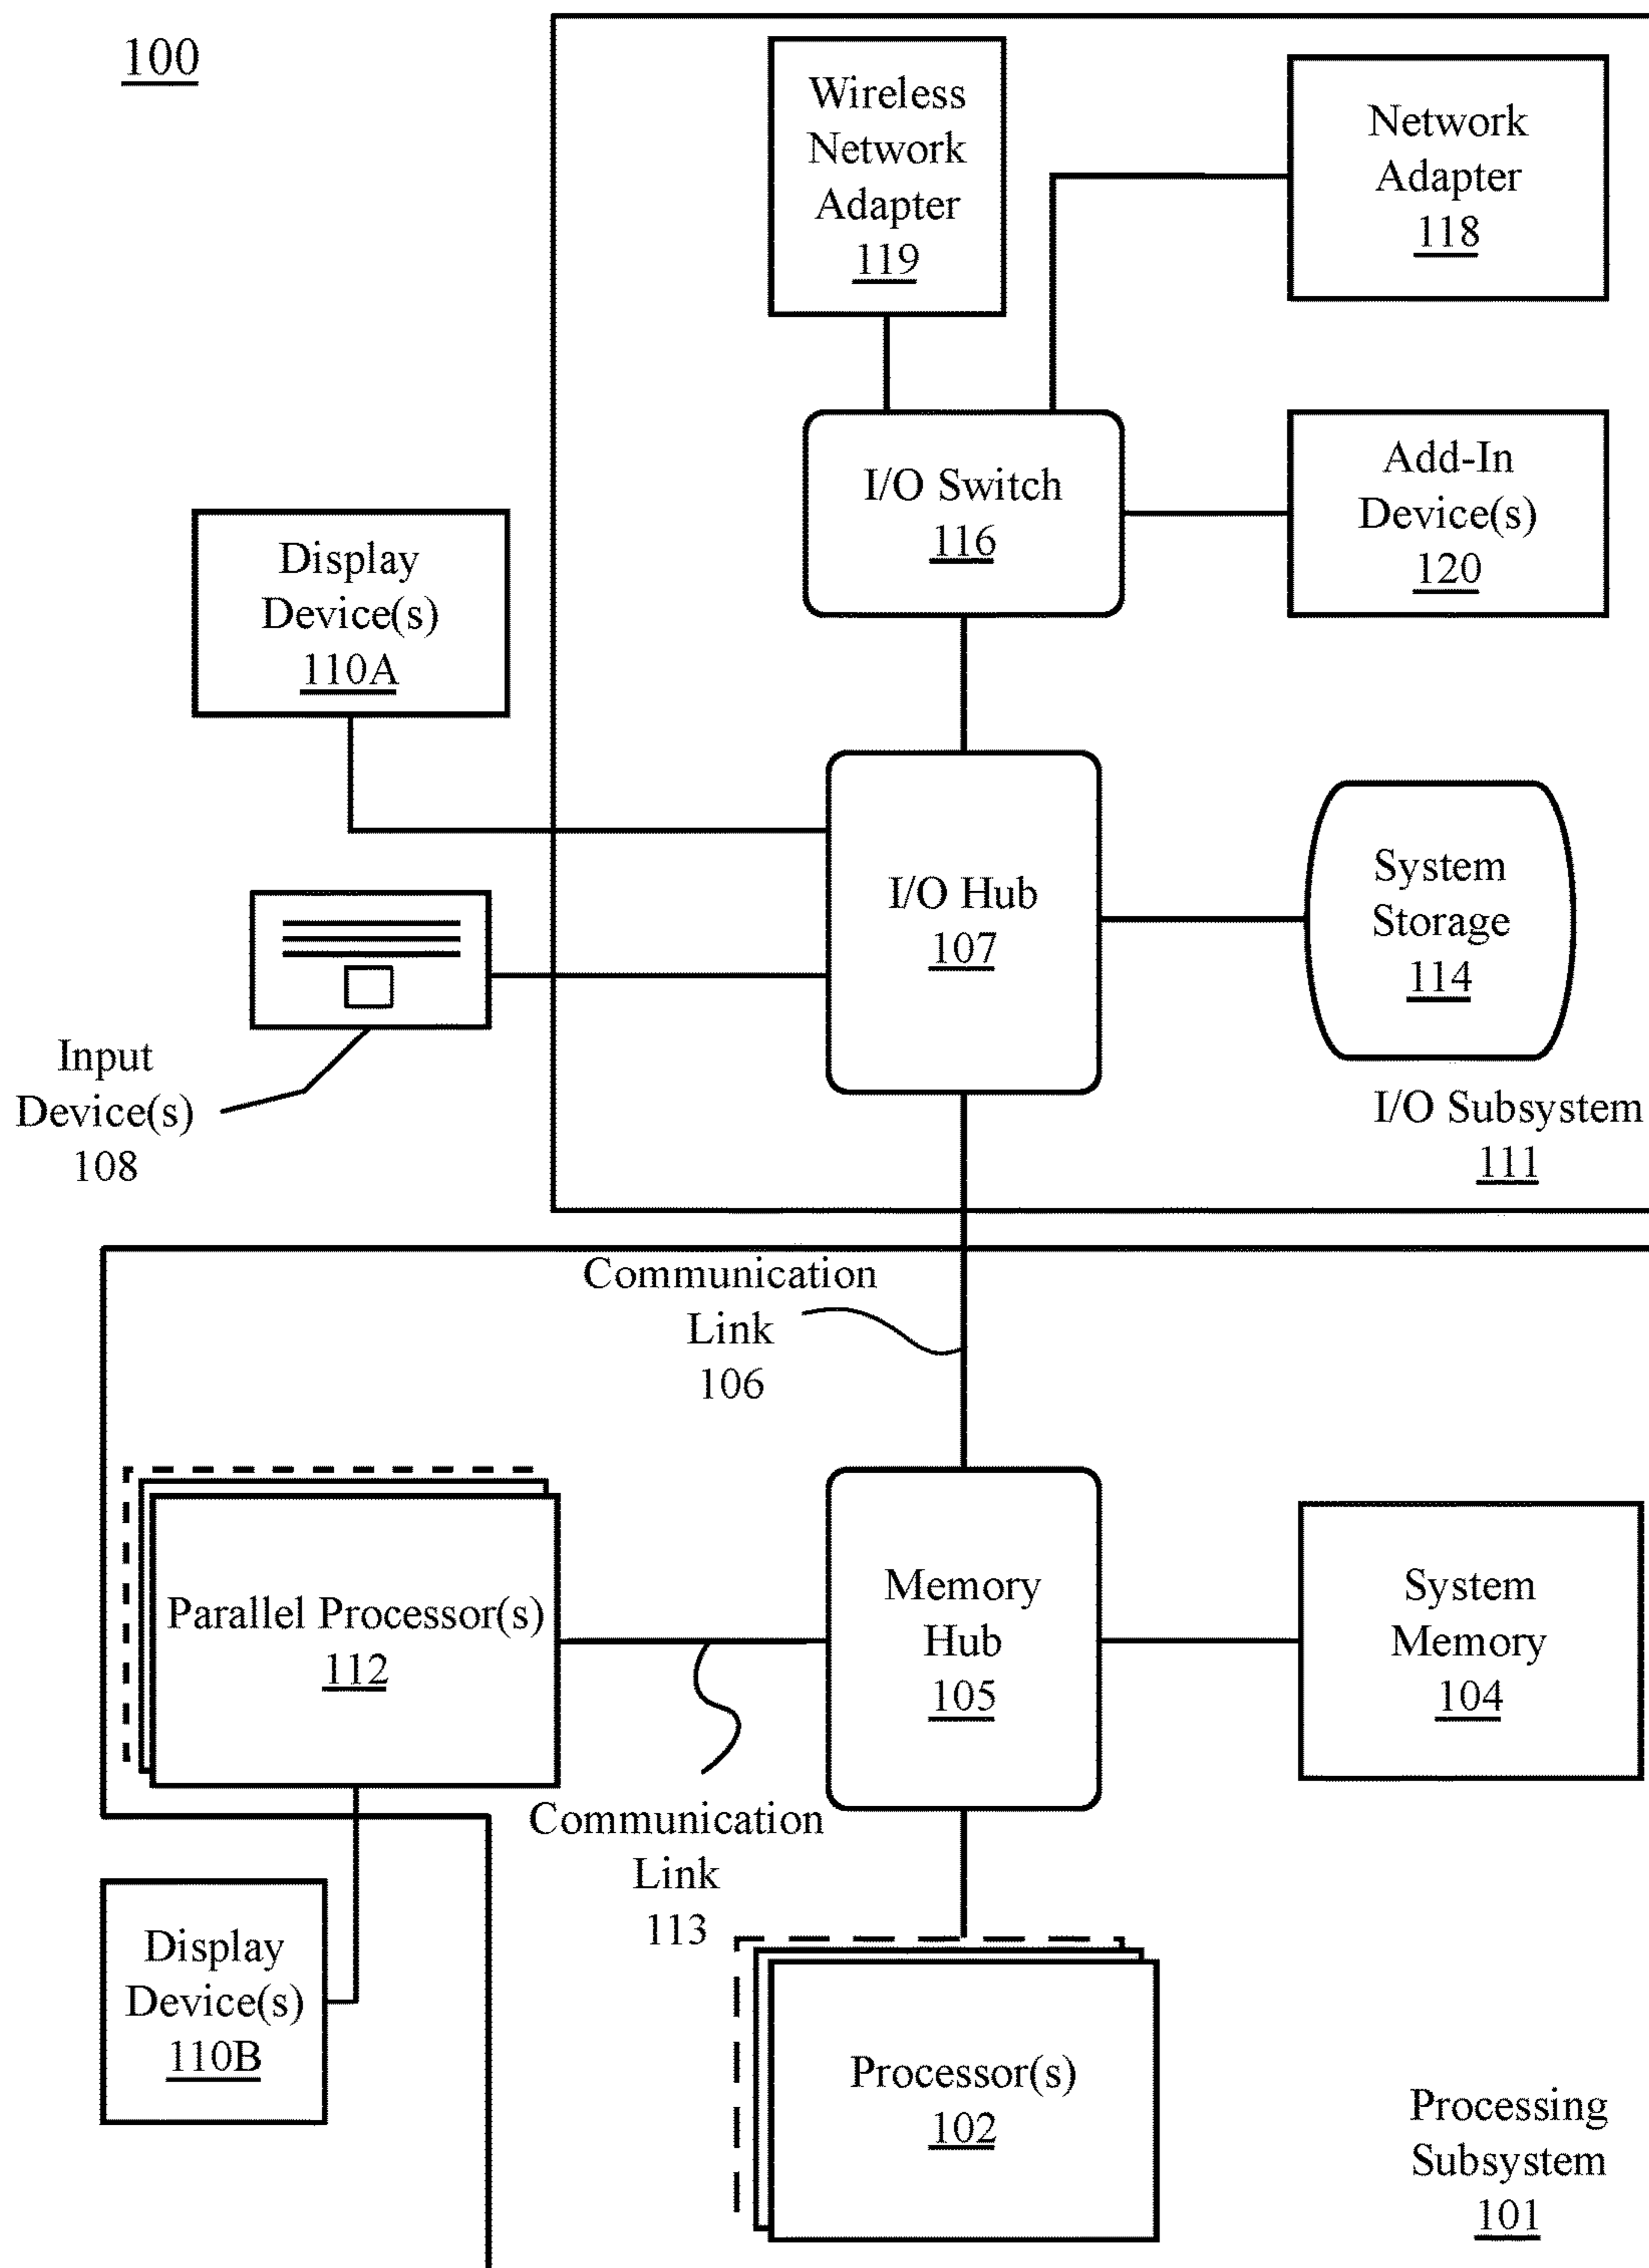 100
Wireless
Network
Adapter
119
Network
Adapter
118
I/O Switch
116
Add-In
Device(s)
120
Display
Device(s)
110A
I/O Hub
107
System
Storage
114
Input
Device(s)
108
I/O Subsystem
111
Communication
Link
106
Parallel Processor(s)
112
Memory
Hub
105
System
Memory
104
Communication
Link
113
Display
Device(s)
110B
Processor(s)
102
Processing
Subsystem
101